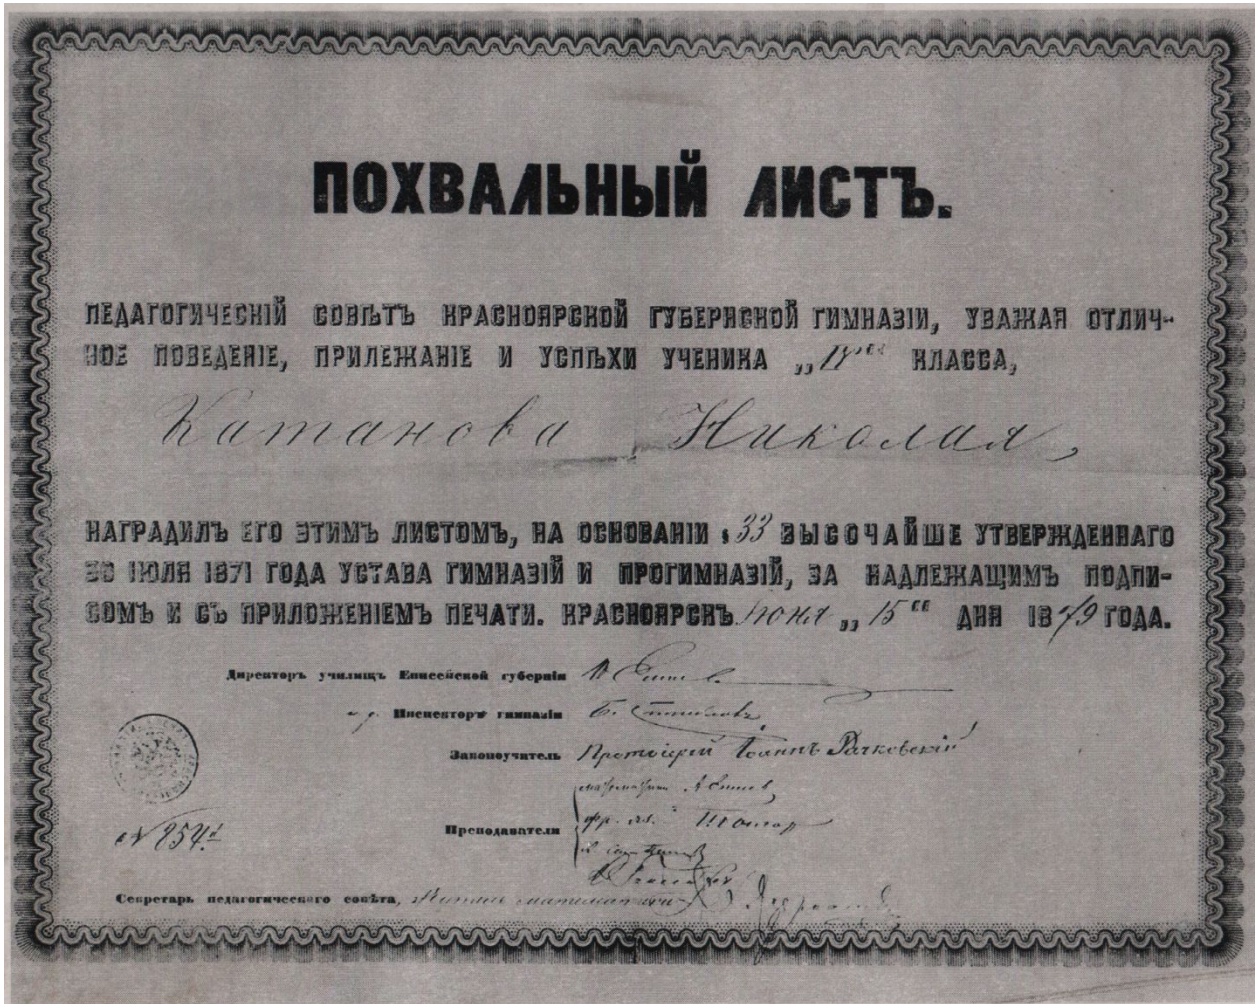 ПОХВАЛЬНЫЙ ЛИСТЪ.
ПЕДАГОГИЧЕСКІЙ СОВѢТЪ КРАСНОЯРСКОЙ ГУБЕРНСКОЙ ГИМНАЗІИ, УВАЖАЯ ОТЛИЧ-
НОЕ ПОВЕДЕНІЕ, ПРИЛЕЖАНІЕ И УСПѢХИ УЧЕНИКА „ КЛАССА,
Катанова Николая,
НАГРАДИЛЪ ЕГО ЭТИМЪ ЛИСТОМЪ, НА ОСНОВАНІИ § 33 ВЫСОЧАЙШЕ УТВЕРЖДЕННАГО
30 ІЮЛЯ 1871 ГОДА УСТАВА ГИМНАЗІЙ И ПРОГИМНАЗІЙ, ЗА НАДЛЕЖАЩИМЪ ПОДПИ-
СОМЪ И СЪ ПРИЛОЖЕНІЕМЪ ПЕЧАТИ. КРАСНОЯРСКЪ Іюня „ 15 “ ДНЯ 1879 ГОДА.
Директоръ училищъ Енисейской губерніи
Инспекторъ гимназіи
Законоучитель Протоіерей Іоаннъ Рачковскій
Преподаватели
№ 254.
Секретарь педагогическаго совѣта,